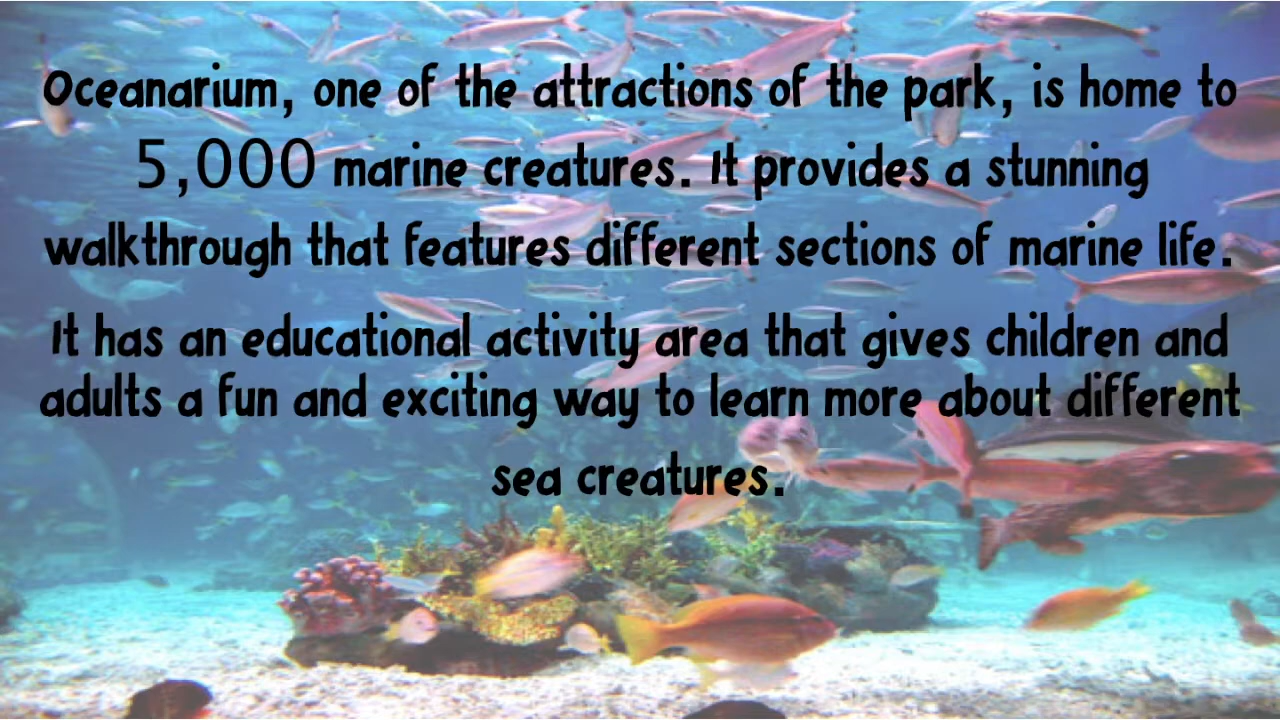 Oceanarium, one of the attractions of the park, is home to
5,000 marine creatures. It provides a stunning
walkthrough that features different sections of marine life.
It has an educational activity area that gives children and
adults a fun and exciting way to learn more about different
sea creatures.